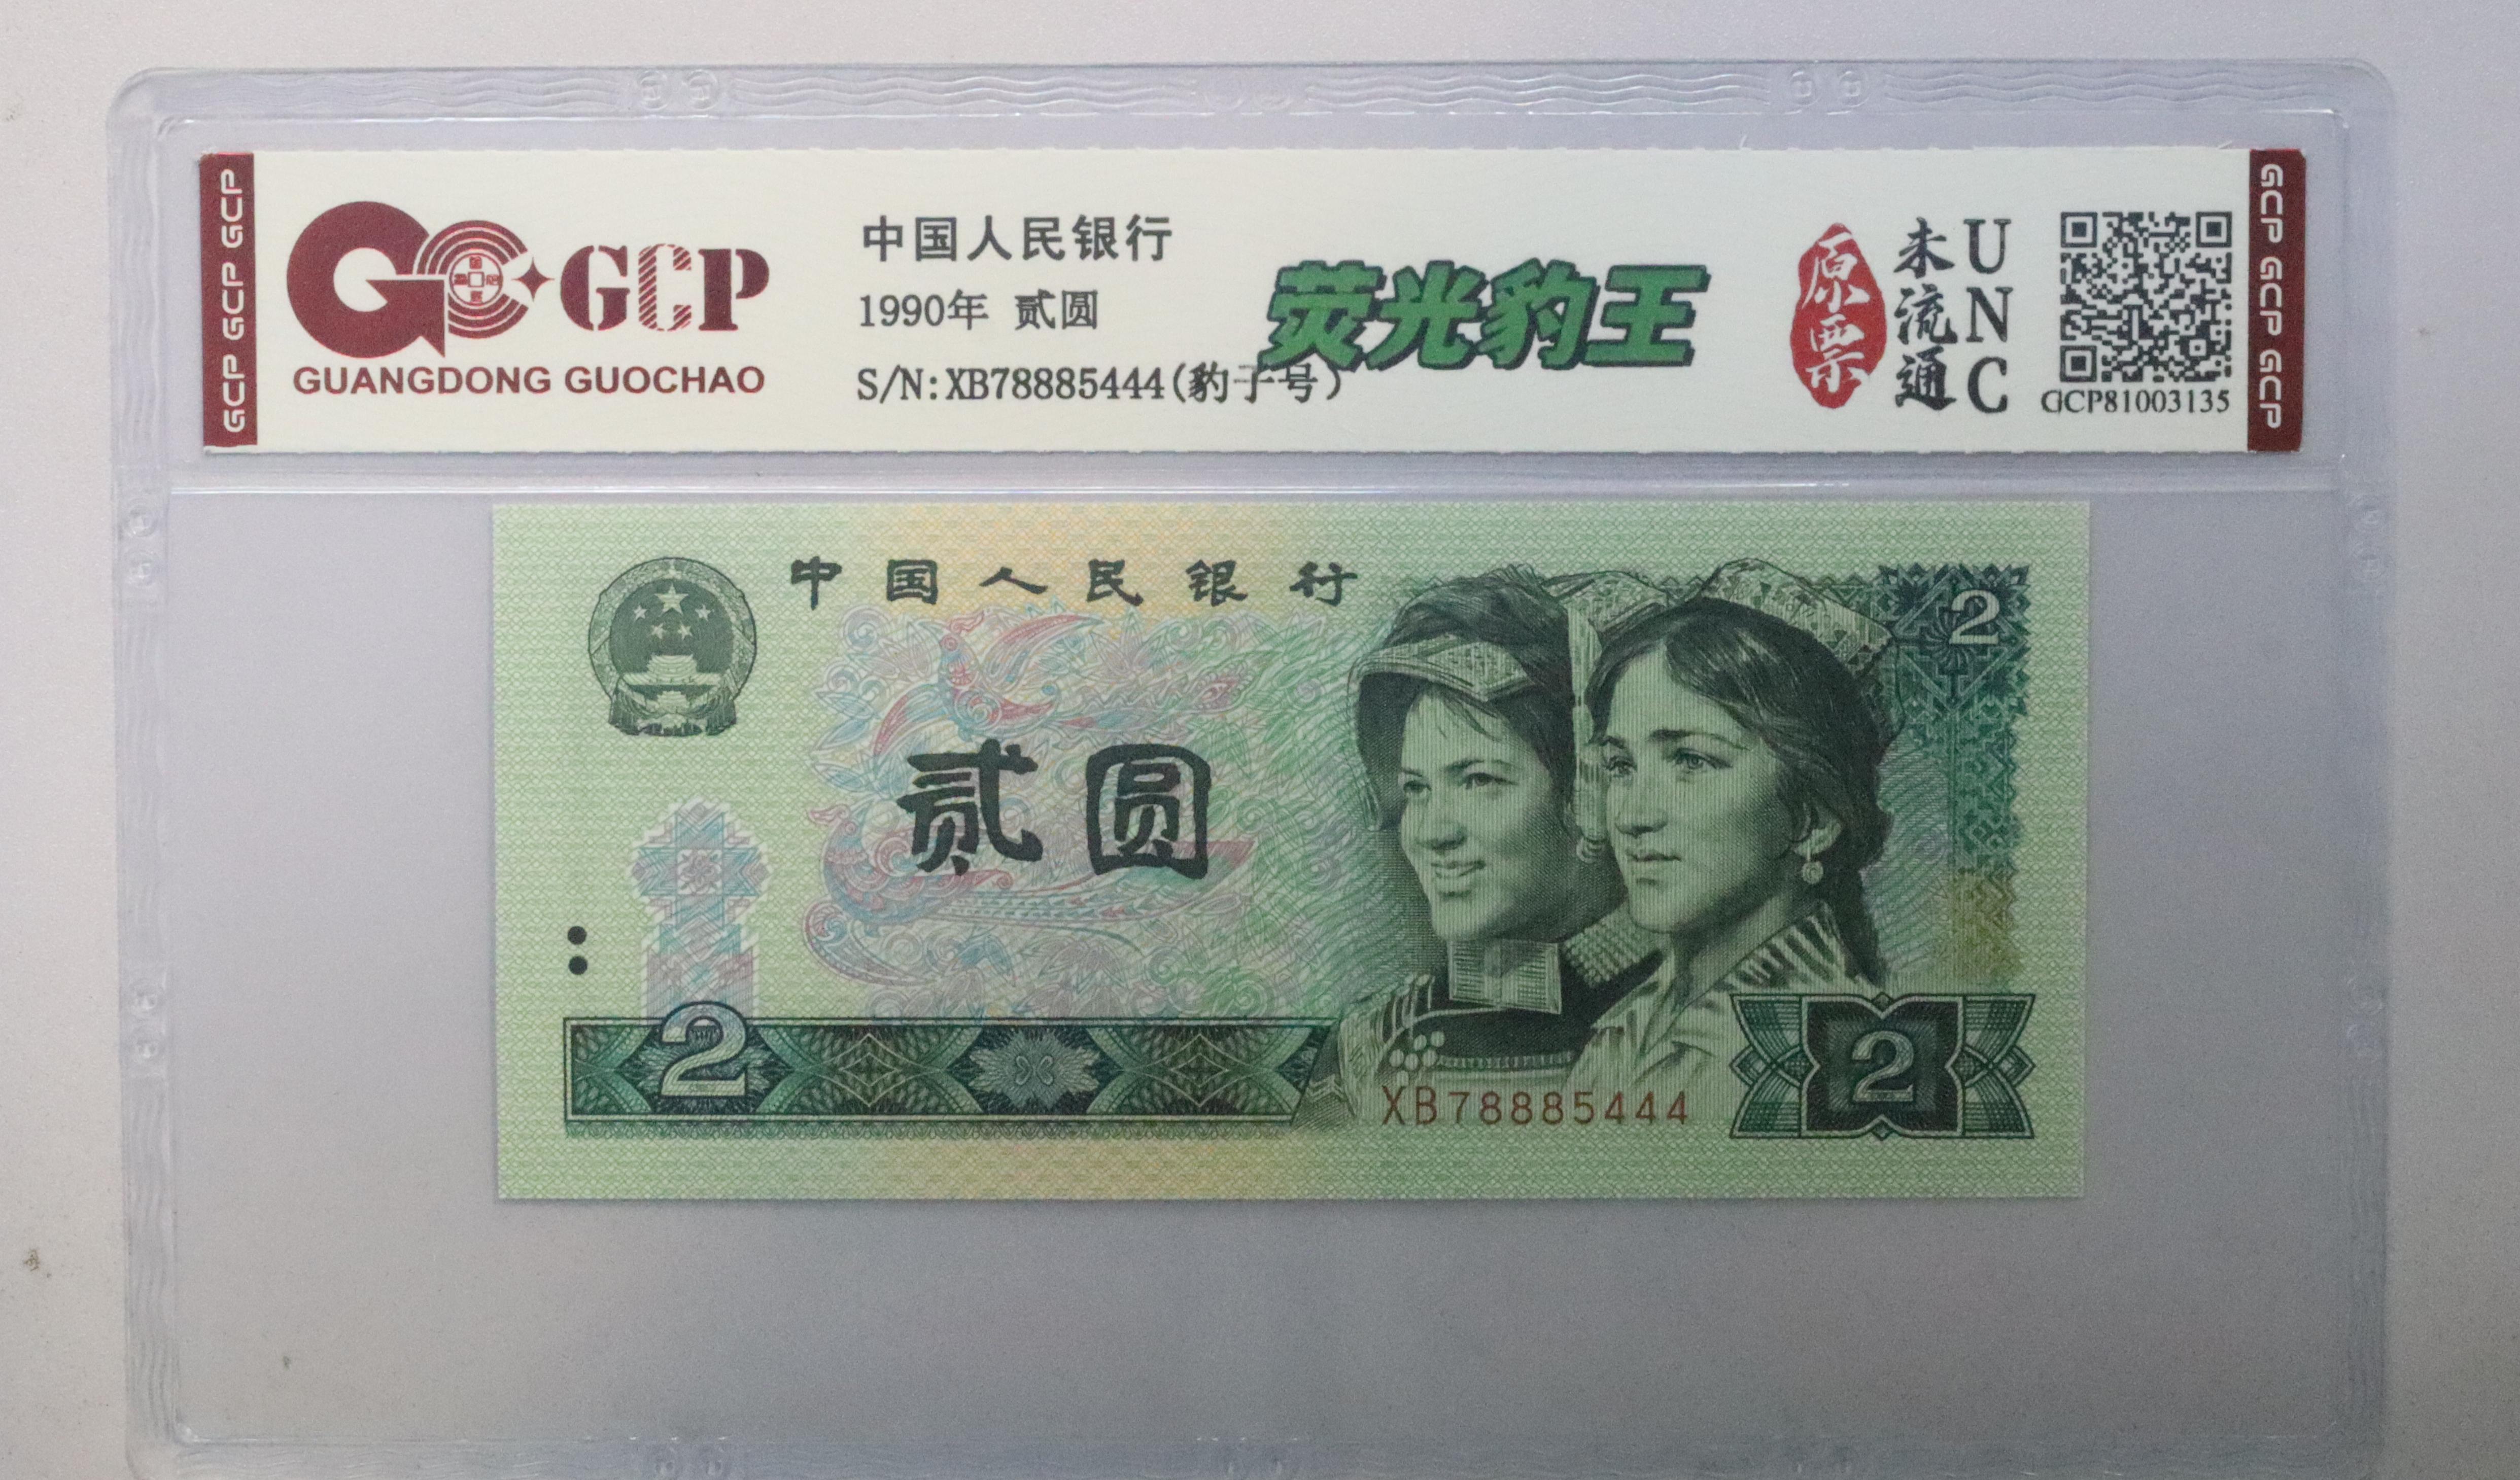 GCP GCP GCP
GCP
GUANGDONG GUOCHAO
中国人民银行
1990年 贰圆
S/N:XB78885444(豹子号)
荧光豹王
原票
未流通
UNC
GCP81003135
GCP GCP GCP
中国人民银行
2
贰圆
2
2
XB78885444